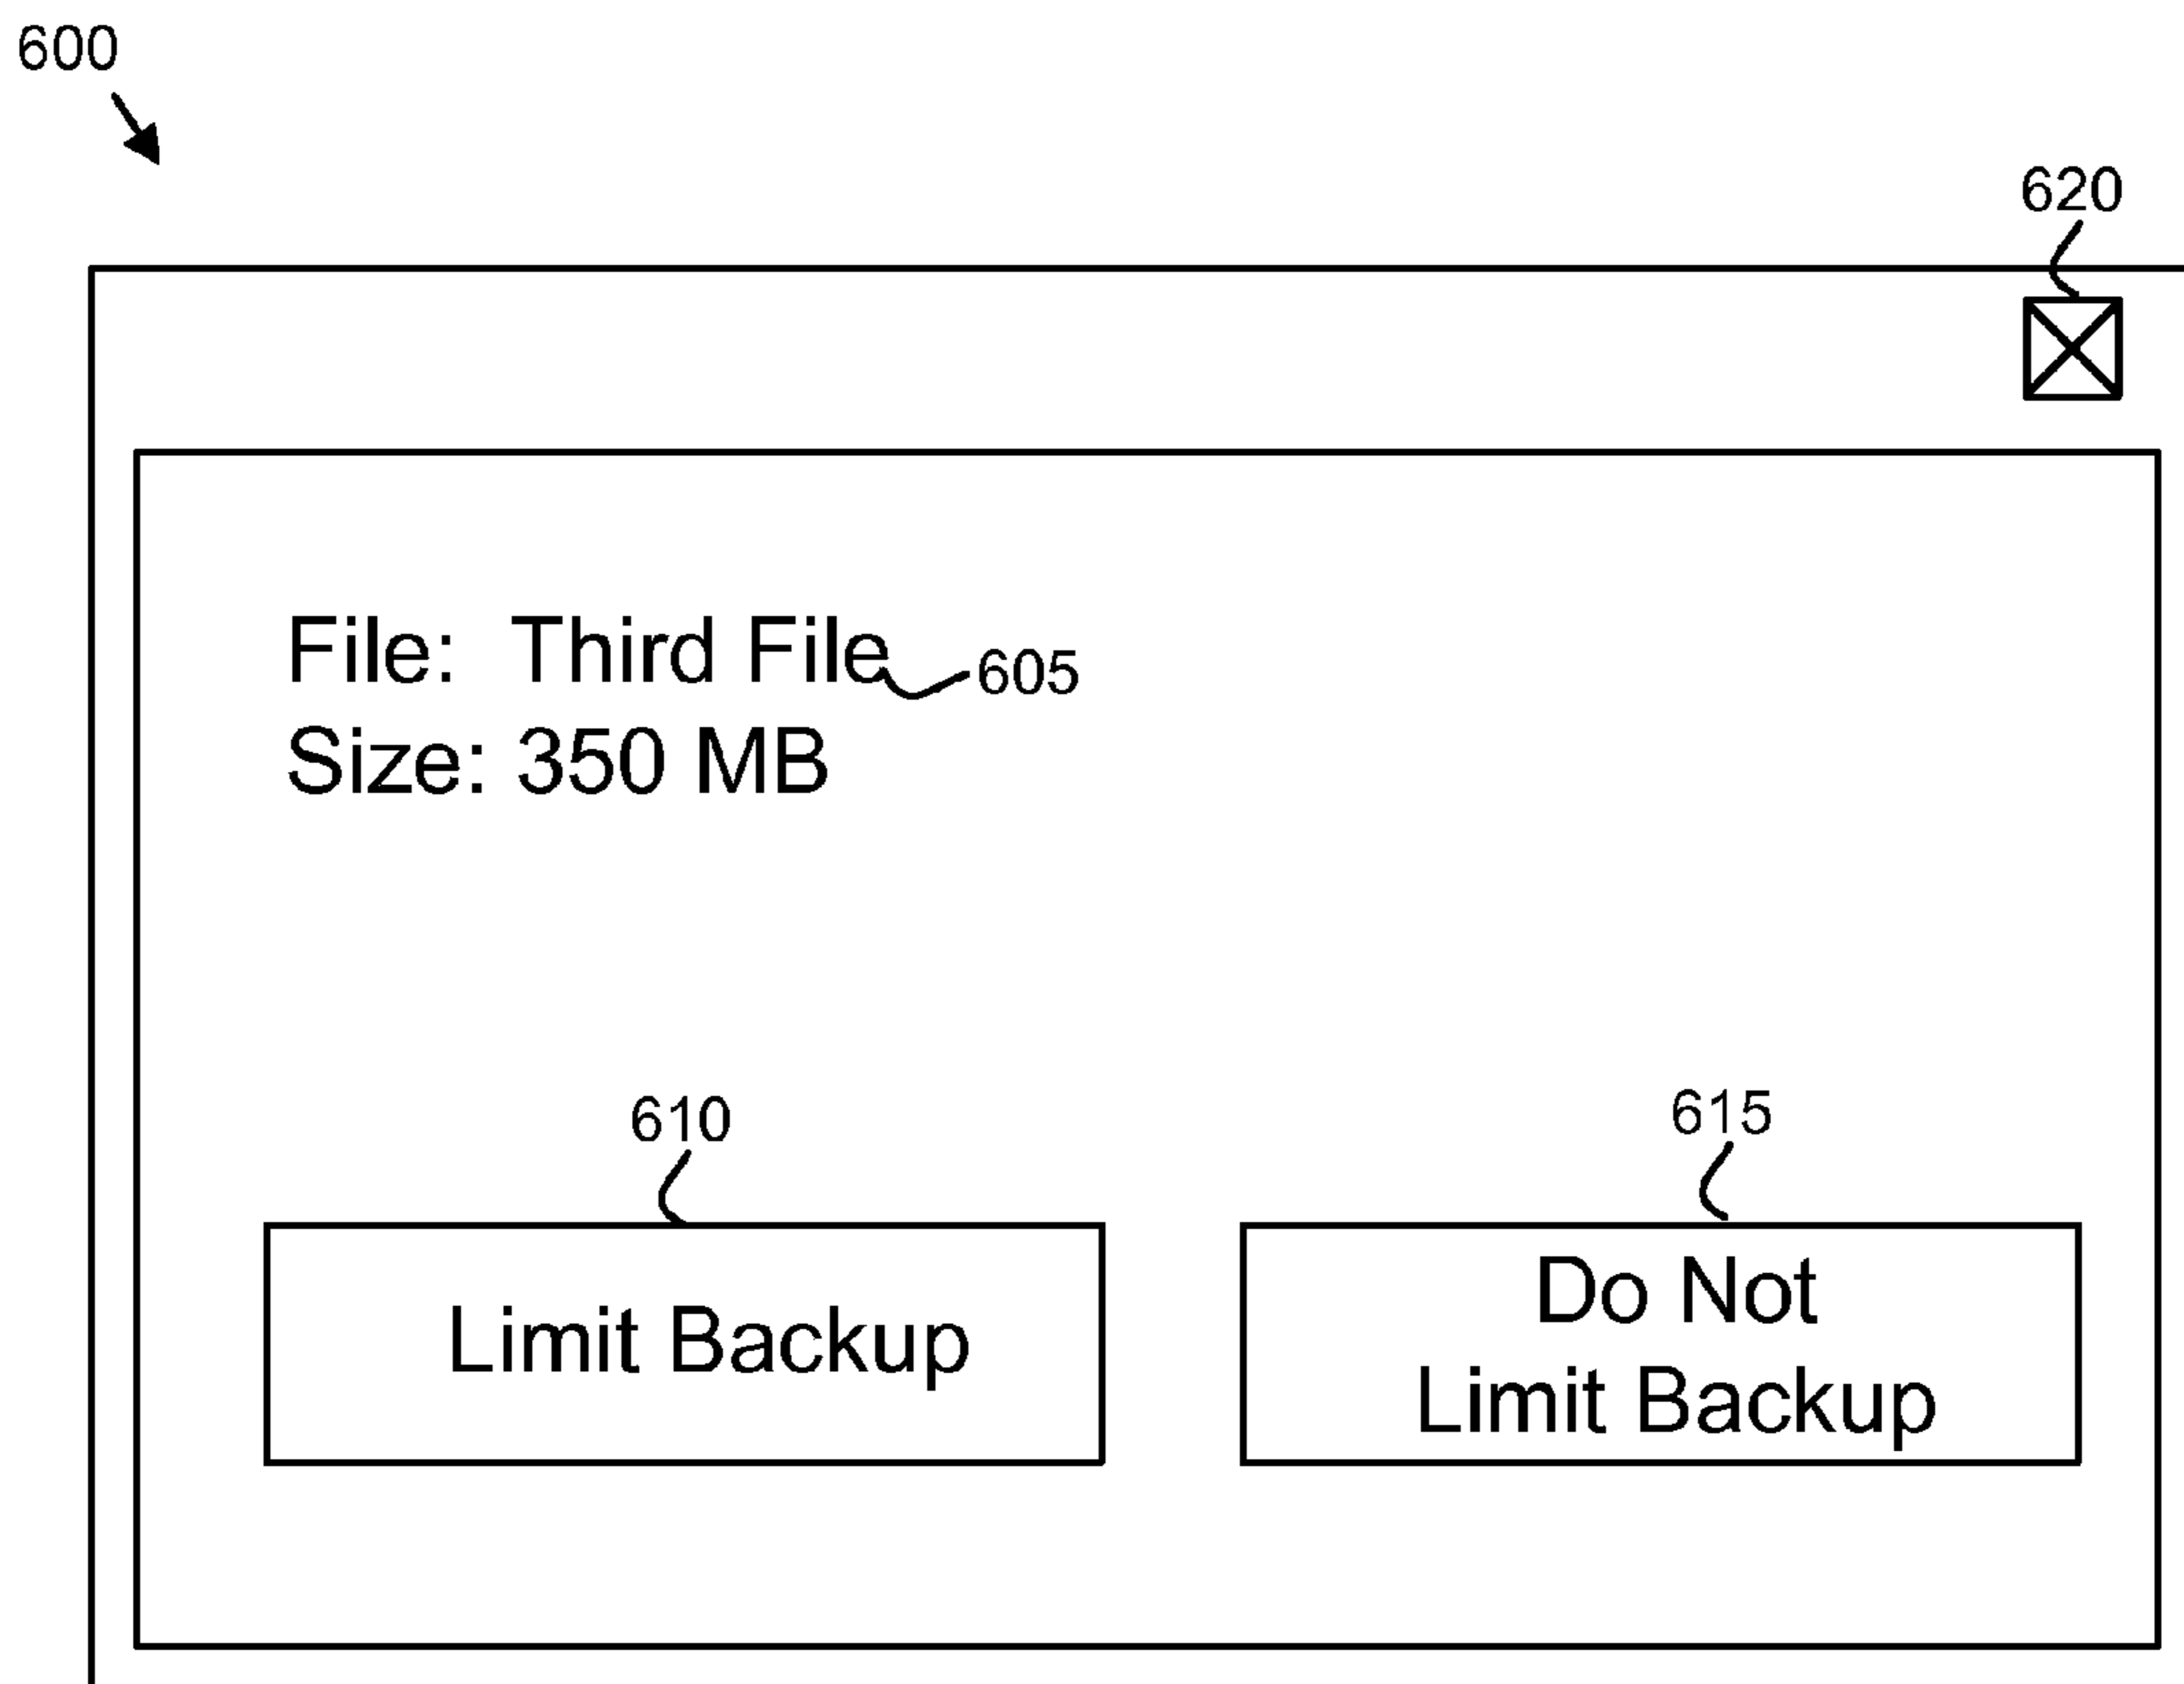 600
620
File: Third File
605
Size: 350 MB
610
615
Limit Backup
Do Not
Limit Backup